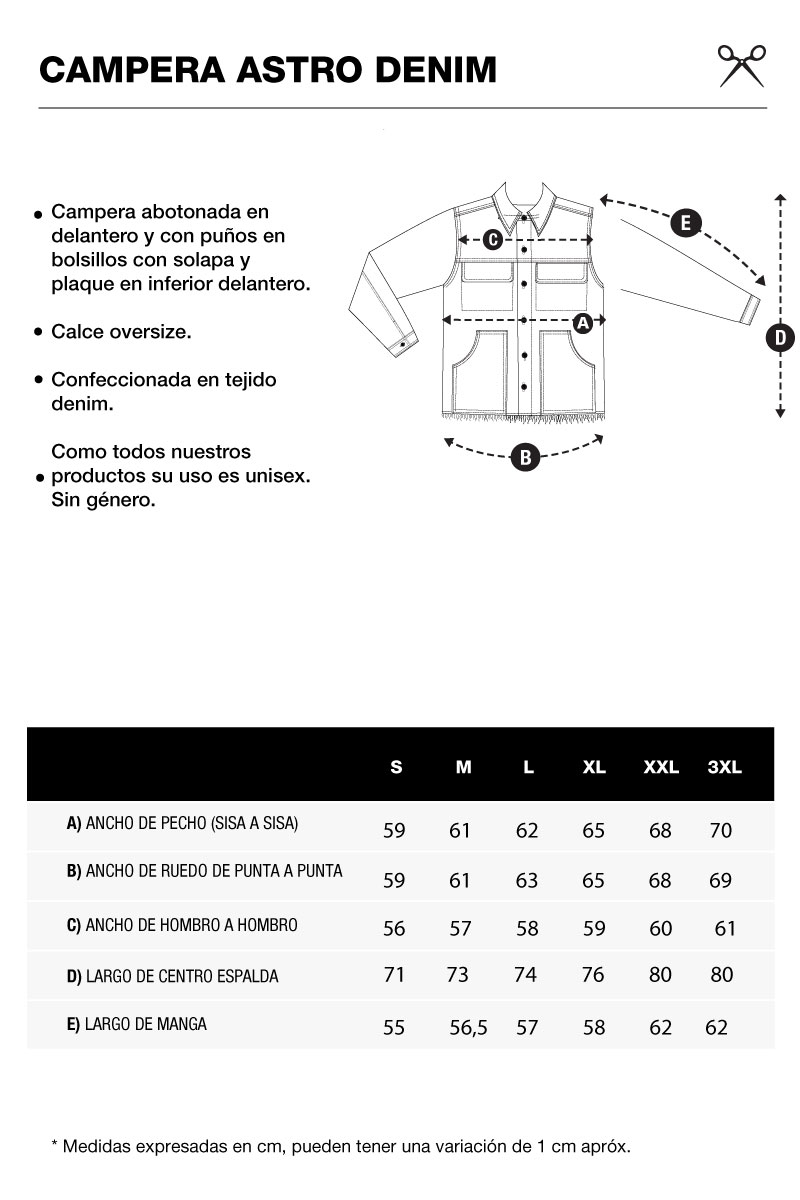 CAMPERA ASTRO DENIM
• Campera abotonada en
delantero y con puños en
bolsillos con solapa y
plaque en inferior delantero.
• Calce oversize.
• Confeccionada en tejido
denim.
Como todos nuestros
• productos su uso es unisex.
Sin género.
E
C
A
D
B
S M L XL XXL 3XL
A) ANCHO DE PECHO (SISA A SISA) 59 61 62 65 68 70
B) ANCHO DE RUEDO DE PUNTA A PUNTA 59 61 63 65 68 69
C) ANCHO DE HOMBRO A HOMBRO 56 57 58 59 60 61
D) LARGO DE CENTRO ESPALDA 71 73 74 76 80 80
E) LARGO DE MANGA 55 56,5 57 58 62 62
* Medidas expresadas en cm, pueden tener una variación de 1 cm apróx.